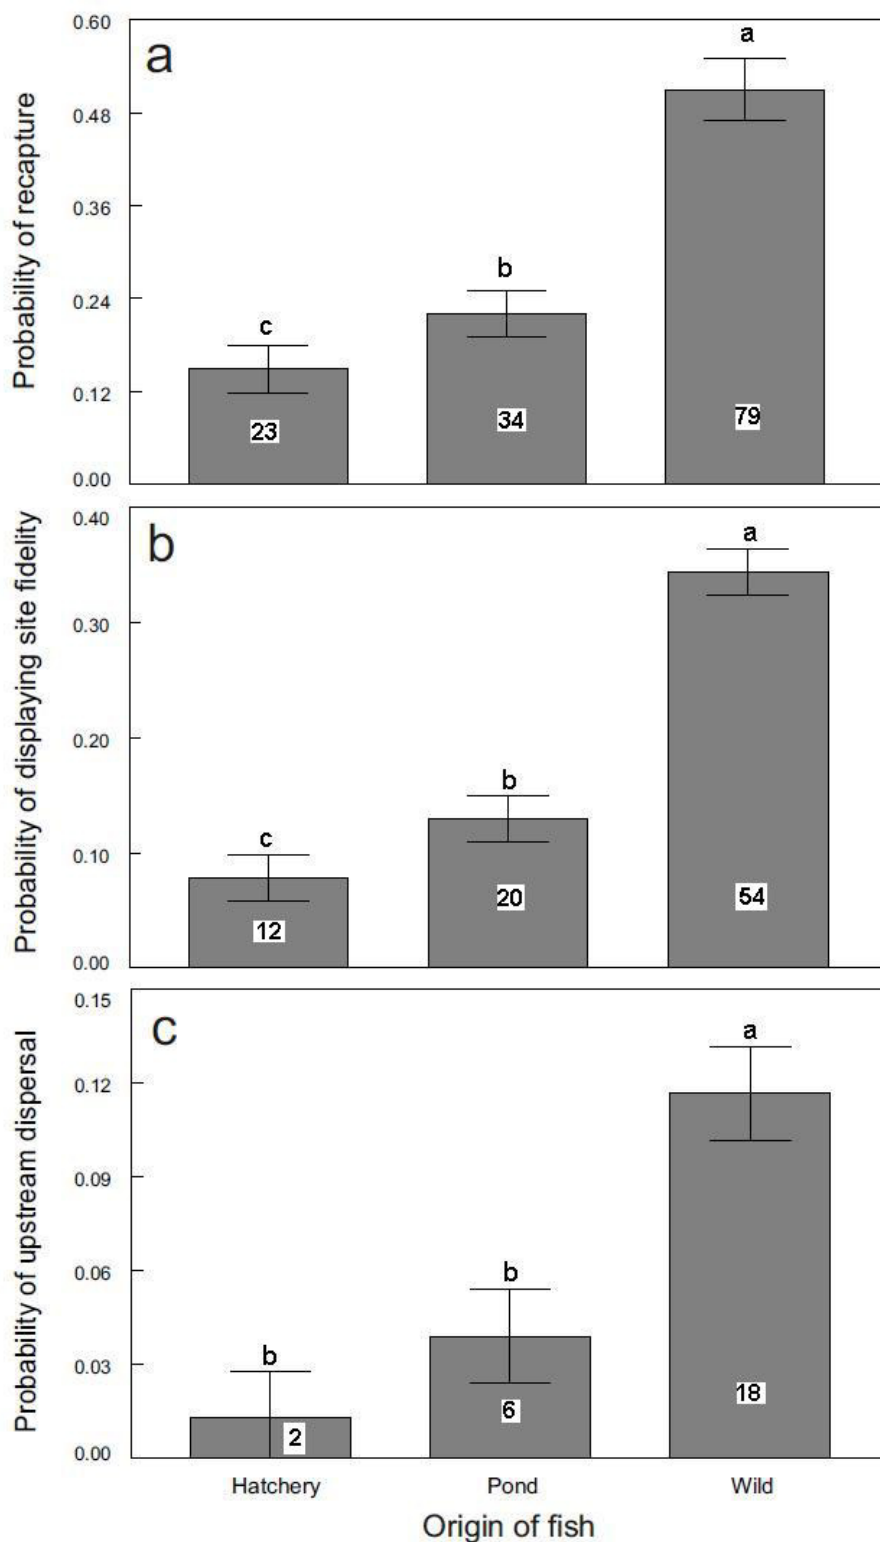 a
Probability of recapture
0.60
0.48
0.36
0.24
0.12
0.00
c
b
a
23
34
79
b
Probability of displaying site fidelity
0.40
0.30
0.20
0.10
0.00
c
b
a
12
20
54
c
Probability of upstream dispersal
0.15
0.12
0.09
0.06
0.03
0.00
b
b
a
2
6
18
Hatchery Pond Wild
Origin of fish